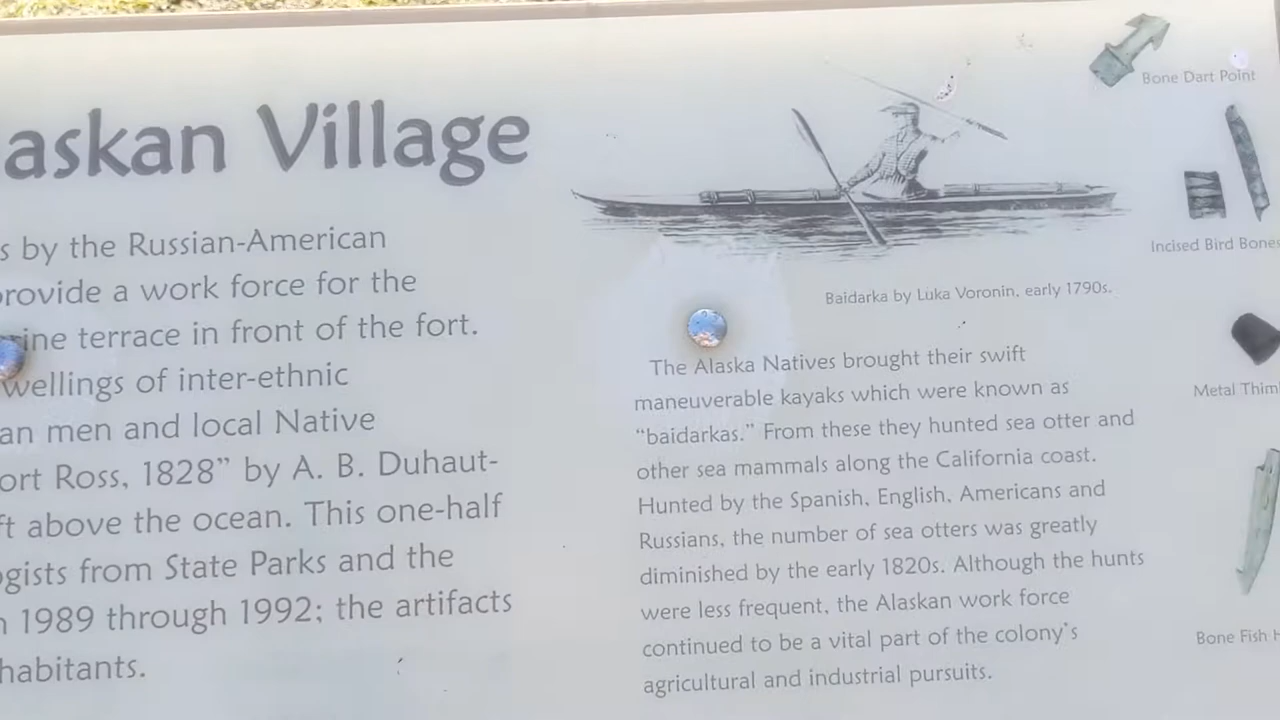 askan Village
s by the Russian-American
provide a work force for the
rine terrace in front of the fort.
wellings of inter-ethnic
an men and local Native
ort Ross, 1828” by A. B. Duhaut-
ft above the ocean. This one-half
ogists from State Parks and the
n 1989 through 1992; the artifacts
habitants.
Baidarka by Luka Voronin, early 1790s.
The Alaska Natives brought their swift
maneuverable kayaks which were known as
“baidarkas.” From these they hunted sea otter and
other sea mammals along the California coast.
Hunted by the Spanish, English, Americans and
Russians, the number of sea otters was greatly
diminished by the early 1820s. Although the hunts
were less frequent, the Alaskan work force
continued to be a vital part of the colony’s
agricultural and industrial pursuits.
Bone Dart Point
Incised Bird Bones
Metal Thim
Bone Fish H